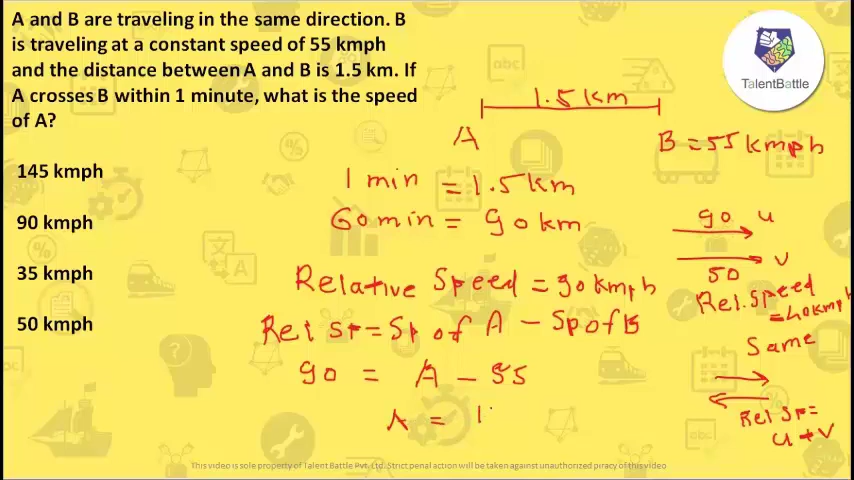 A and B are traveling in the same direction. B
is traveling at a constant speed of 55 kmph
and the distance between A and B is 1.5 km. If
A crosses B within 1 minute, what is the speed
of A?
TalentBattle
145 kmph
90 kmph
35 kmph
50 kmph
1.5 km
A
B = 55 kmph
1 min = 1.5 km
60 min = 90 km
Relative Speed = 90 kmph
Rel Sp = Sp of A - Sp of B
90 = A - 55
A = 1
90 u
v
50
Rel. Speed
= 40 kmph
Same
Rel Sp =
u + v
This video is sole property of Talent Battle Pvt. Ltd. Strict penal action will be taken against unauthorized piracy of this video